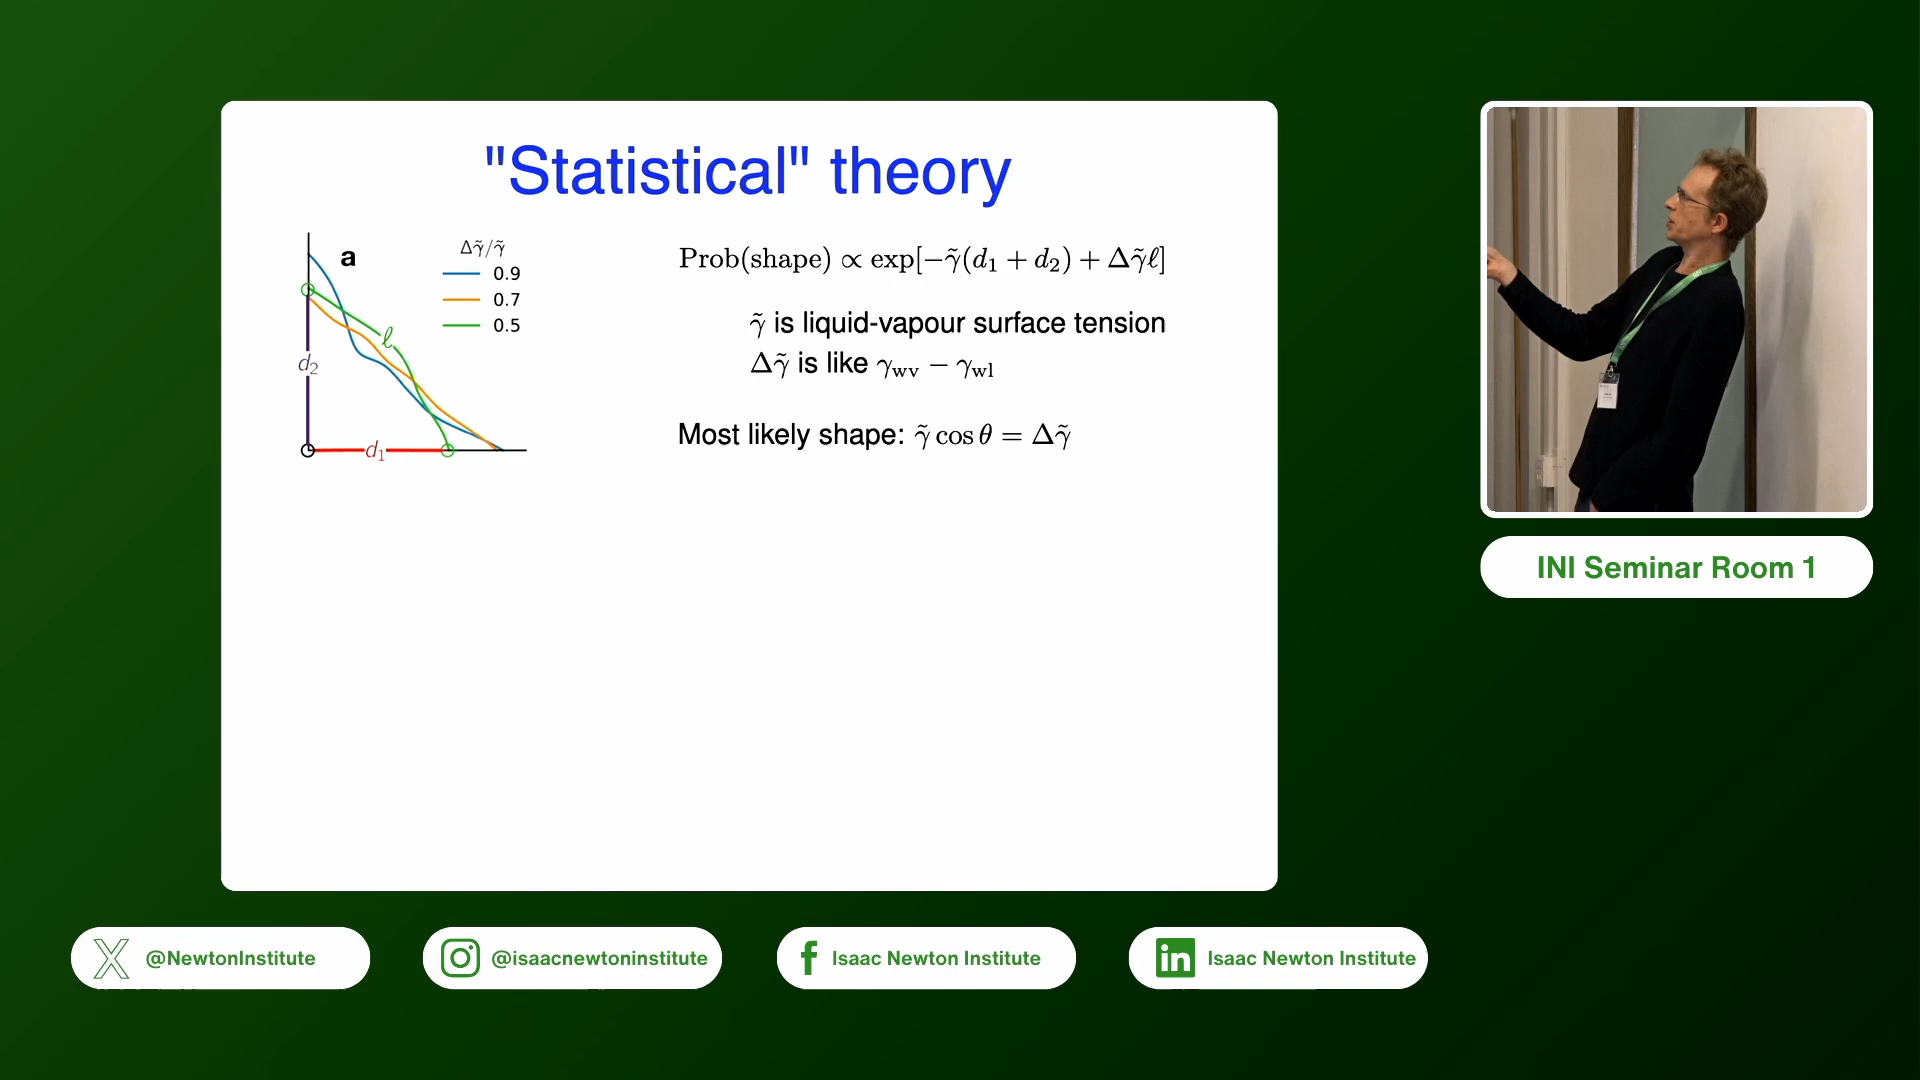 "Statistical" theory
a
Δγ̃/γ̃
0.9
0.7
0.5
ℓ
d₂
d₁
Prob(shape) ∝ exp[−γ̃(d₁ + d₂) + Δγ̃ℓ]
γ̃ is liquid-vapour surface tension
Δγ̃ is like γ_wv − γ_wl
Most likely shape: γ̃ cos θ = Δγ̃
INI Seminar Room 1
@NewtonInstitute
@isaacnewtoninstitute
Isaac Newton Institute
Isaac Newton Institute